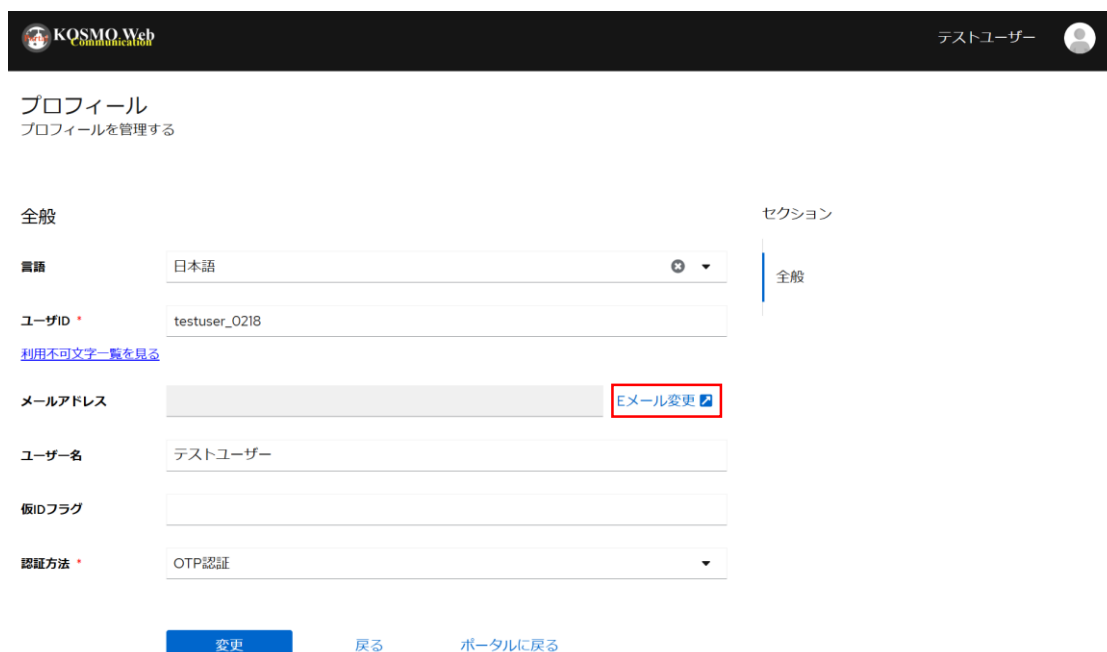 Portal KOSMO Web
Communication
テストユーザー
プロフィール
プロフィールを管理する
全般
セクション
言語
日本語
全般
ユーザID *
testuser_0218
利用不可文字一覧を見る
メールアドレス
Eメール変更
ユーザー名
テストユーザー
仮IDフラグ
認証方法 *
OTP認証
変更
戻る
ポータルに戻る